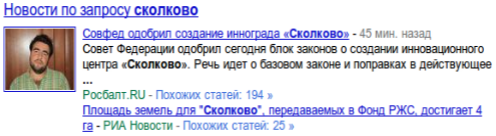 Новости по запросу сколково
Совфед одобрил создание иннограда «Сколково» - 45 мин. назад
Совет Федерации одобрил сегодня блок законов о создании инновационного
центра «Сколково». Речь идет о базовом законе и поправках в действующее
...
Росбалт.RU - Похожих статей: 194 »
Площадь земель для "Сколково", передаваемых в Фонд РЖС, достигает 4
га - РИА Новости - Похожих статей: 25 »